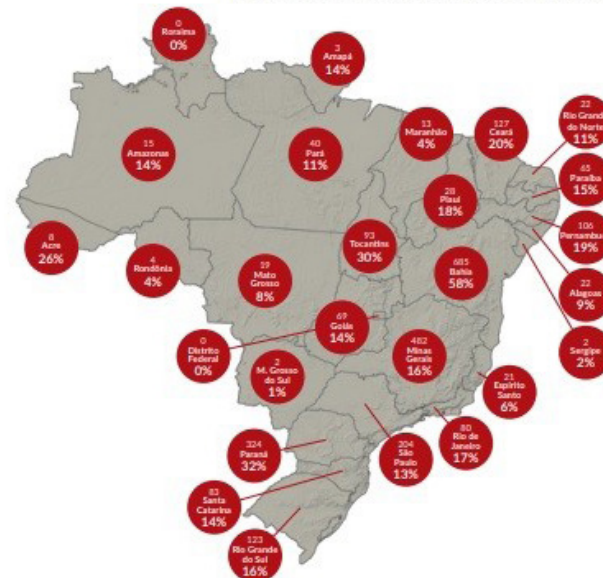 0
Roraima
0%
3
Amapá
14%
13
Maranhão
4%
127
Ceará
20%
22
Rio Grande
do Norte
11%
15
Amazonas
14%
40
Pará
11%
65
Paraíba
15%
28
Piauí
18%
106
Pernambuco
19%
8
Acre
26%
4
Rondônia
4%
93
Tocantins
30%
685
Bahia
58%
22
Alagoas
9%
Mato
Grosso
8%
69
Goiás
14%
2
Sergipe
2%
0
Distrito
Federal
0%
482
Minas
Gerais
16%
2
M. Grosso
do Sul
1%
21
Espírito
Santo
6%
324
Paraná
32%
204
São
Paulo
13%
80
Rio de
Janeiro
17%
83
Santa
Catarina
14%
123
Rio Grande
do Sul
16%